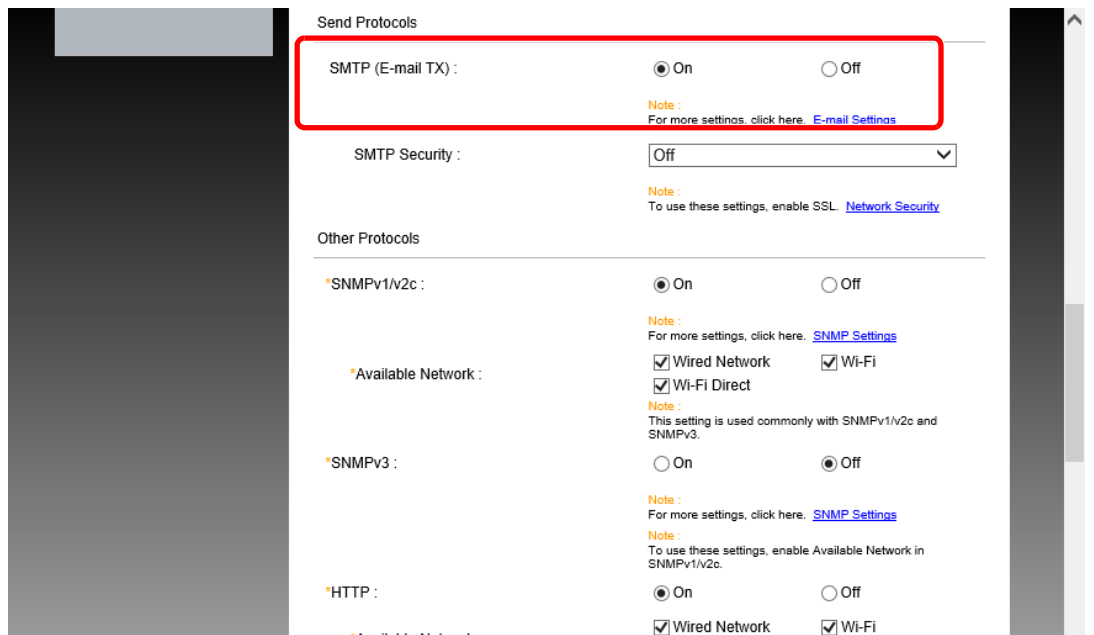 Send Protocols
SMTP (E-mail TX) : On Off
Note :
For more settings, click here. E-mail Settings
SMTP Security : Off
Note :
To use these settings, enable SSL. Network Security
Other Protocols
*SNMPv1/v2c : On Off
Note :
For more settings, click here. SNMP Settings
*Available Network : Wired Network Wi-Fi
Wi-Fi Direct
Note :
This setting is used commonly with SNMPv1/v2c and
SNMPv3.
*SNMPv3 : On Off
Note :
For more settings, click here. SNMP Settings
Note :
To use these settings, enable Available Network in
SNMPv1/v2c.
*HTTP : On Off
Wired Network Wi-Fi